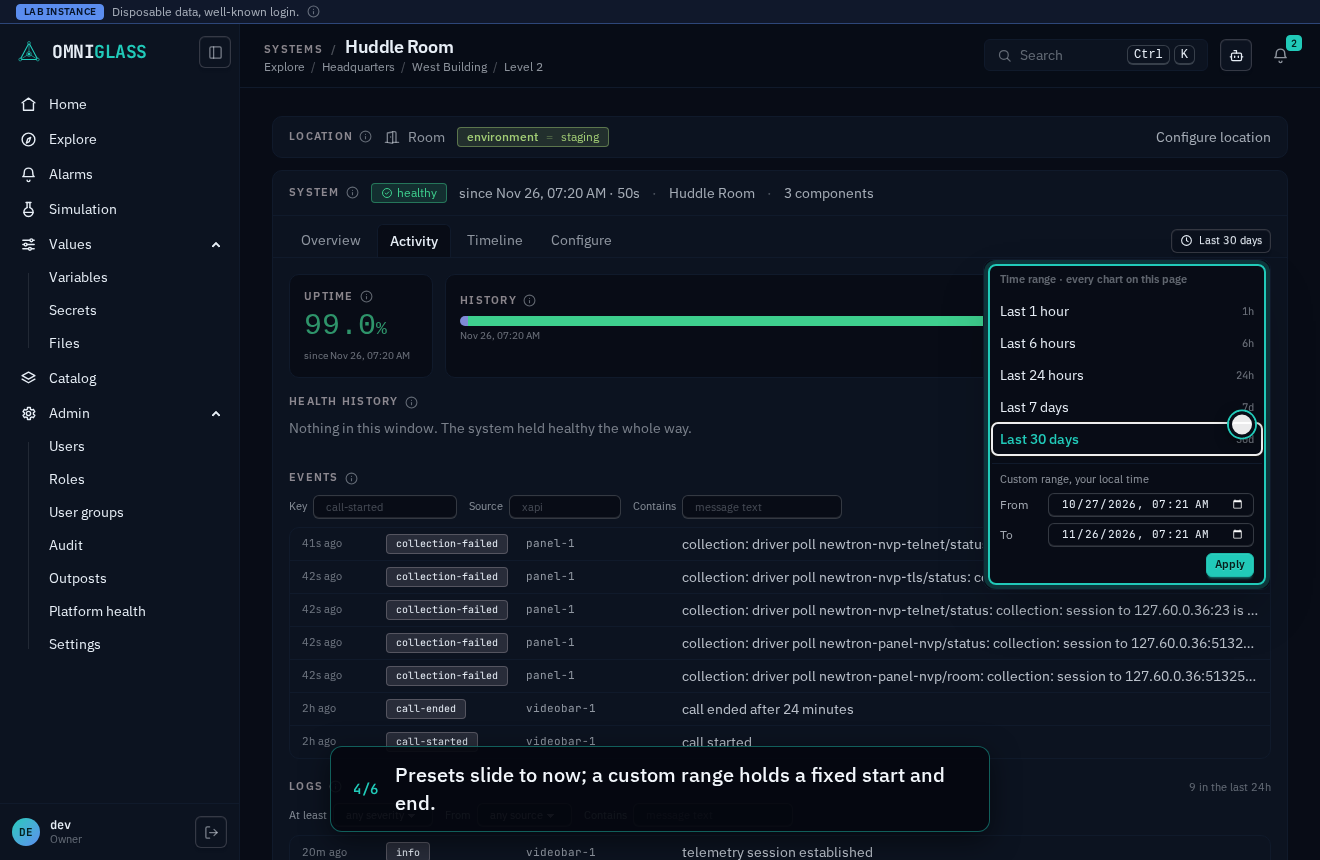 LAB INSTANCE Disposable data, well-known login.
OMNIGLASS
SYSTEMS / Huddle Room
Explore / Headquarters / West Building / Level 2
Search Ctrl K
2
Home
Explore
Alarms
Simulation
Values
Variables
Secrets
Files
Catalog
Admin
Users
Roles
User groups
Audit
Outposts
Platform health
Settings
DE dev
Owner
LOCATION Room environment = staging Configure location
SYSTEM healthy since Nov 26, 07:20 AM · 50s · Huddle Room · 3 components
Overview Activity Timeline Configure Last 30 days
UPTIME
99.0%
since Nov 26, 07:20 AM
HISTORY
Nov 26, 07:20 AM
Time range · every chart on this page
Last 1 hour 1h
Last 6 hours 6h
Last 24 hours 24h
Last 7 days 7d
Last 30 days 30d
Custom range, your local time
From 10/27/2026, 07:21 AM
To 11/26/2026, 07:21 AM
Apply
HEALTH HISTORY
Nothing in this window. The system held healthy the whole way.
EVENTS
Key call-started Source xapi Contains message text
41s ago collection-failed panel-1 collection: driver poll newtron-nvp-telnet/statu
42s ago collection-failed panel-1 collection: driver poll newtron-nvp-tls/status: c
42s ago collection-failed panel-1 collection: driver poll newtron-nvp-telnet/status: collection: session to 127.60.0.36:23 is ...
42s ago collection-failed panel-1 collection: driver poll newtron-panel-nvp/status: collection: session to 127.60.0.36:5132...
42s ago collection-failed panel-1 collection: driver poll newtron-panel-nvp/room: collection: session to 127.60.0.36:51325...
2h ago call-ended videobar-1 call ended after 24 minutes
2h ago call-started videobar-1 call started
4/6 Presets slide to now; a custom range holds a fixed start and
end.
LOGS 9 in the last 24h
At least any severity From any source Contains
20m ago info videobar-1 telemetry session established